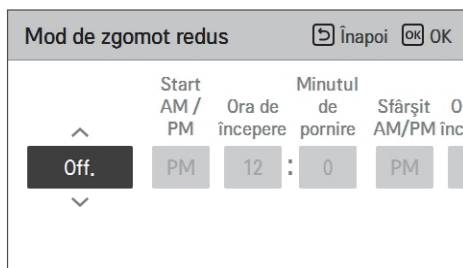 Mod de zgomot redus Înapoi OK OK
Start Minutul
AM / Ora de de Sfârşit
PM începere pornire AM/PM
Off. PM 12 : 0 PM